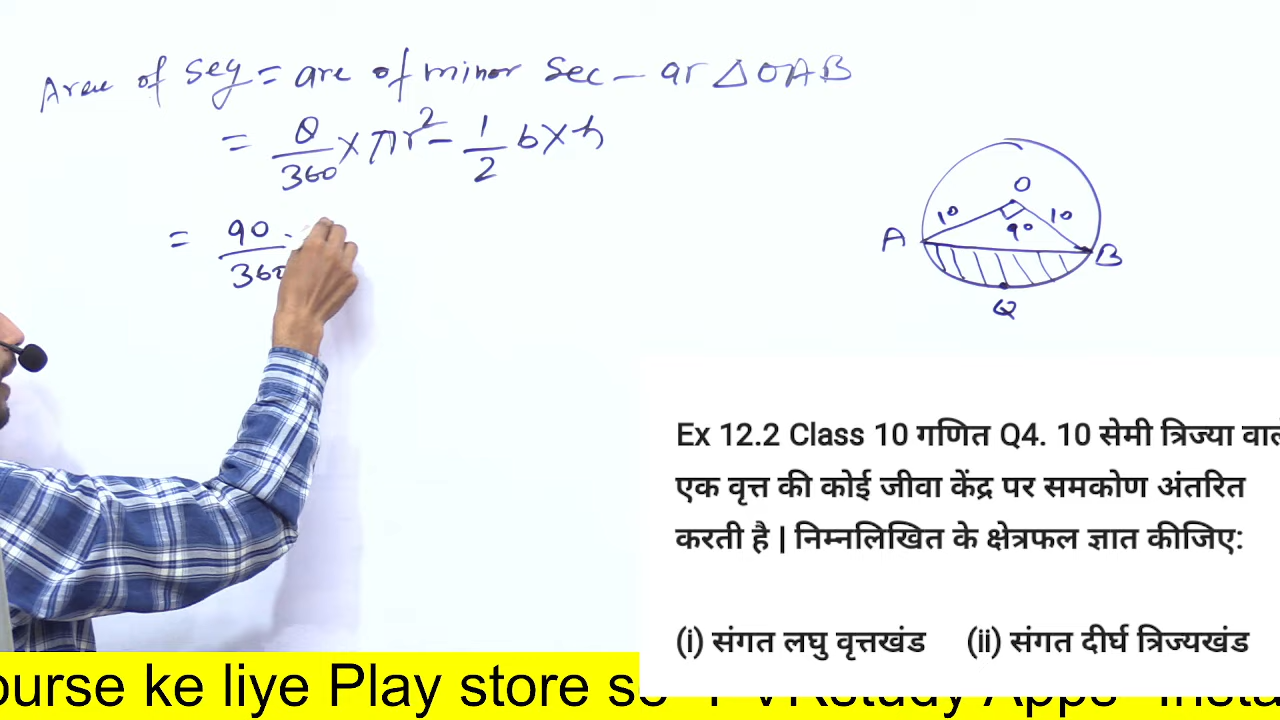 Area of seg = are of minor sec - ar △OAB
= θ/360 × πr² - 1/2 b×h
= 90/360
O
10
10
90
A
B
Q
Ex 12.2 Class 10 गणित Q4. 10 सेमी त्रिज्या वाले
एक वृत्त की कोई जीवा केंद्र पर समकोण अंतरित
करती है | निम्नलिखित के क्षेत्रफल ज्ञात कीजिए:
(i) संगत लघु वृत्तखंड (ii) संगत दीर्घ त्रिज्यखंड
ourse ke liye Play store se